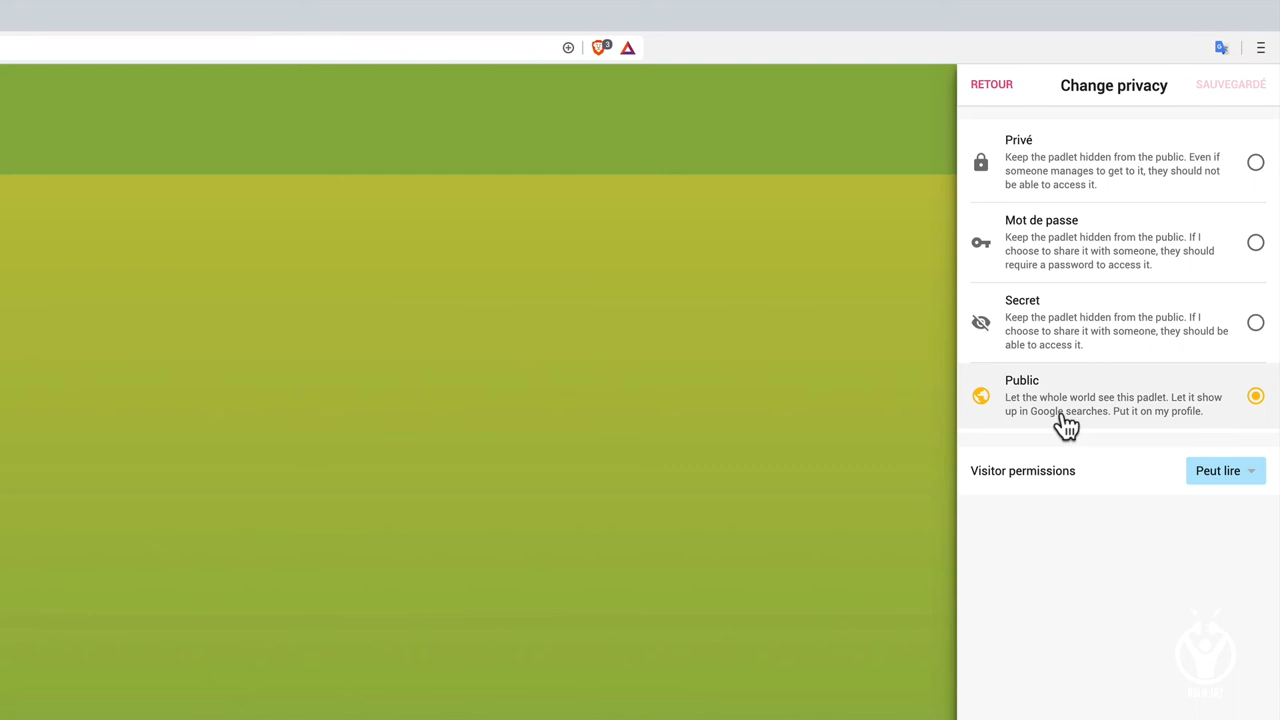 3
RETOUR
Change privacy
SAUVEGARDÉ
Privé
Keep the padlet hidden from the public. Even if
someone manages to get to it, they should not
be able to access it.
Mot de passe
Keep the padlet hidden from the public. If I
choose to share it with someone, they should
require a password to access it.
Secret
Keep the padlet hidden from the public. If I
choose to share it with someone, they should be
able to access it.
Public
Let the whole world see this padlet. Let it show
up in Google searches. Put it on my profile.
Visitor permissions
Peut lire